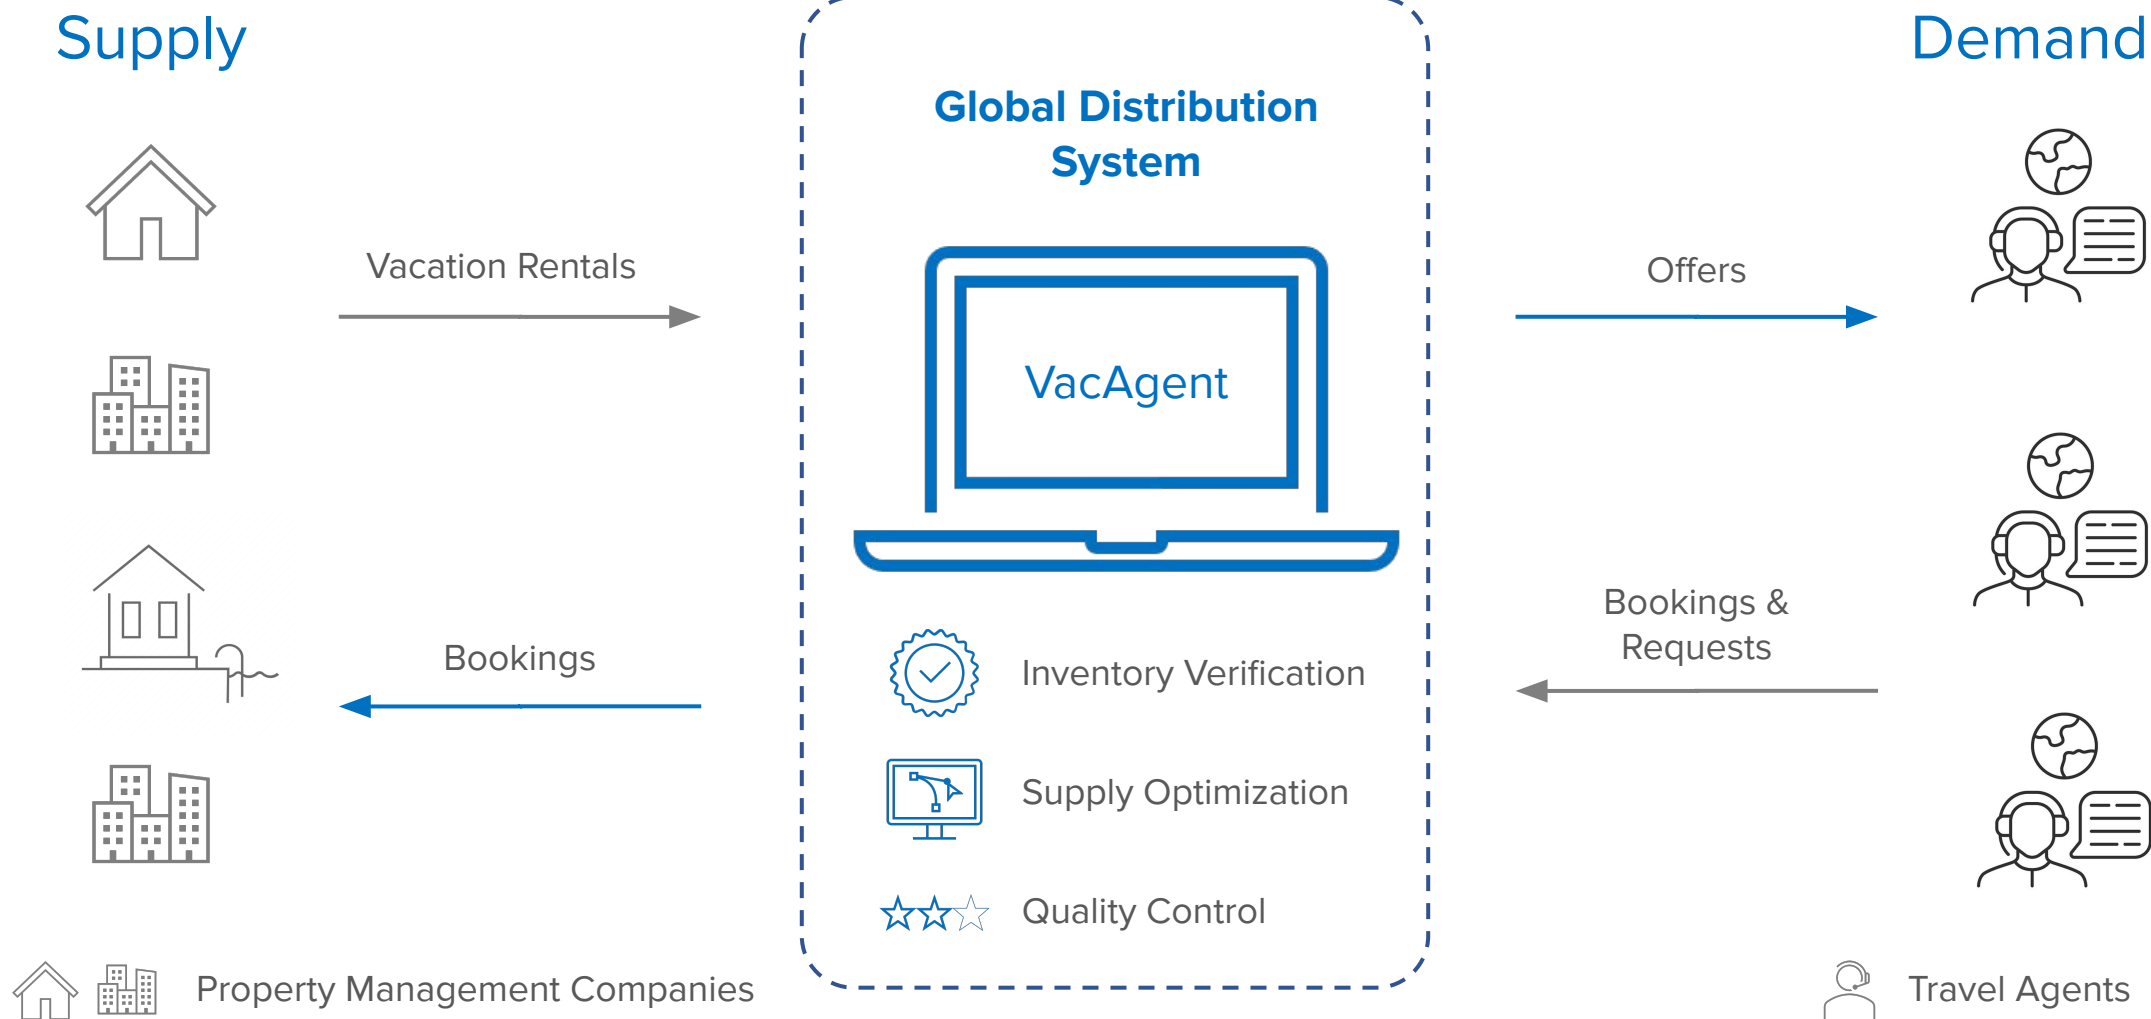 Supply
Demand
Global Distribution
System
Vacation Rentals
Offers
VacAgent
Bookings &
Requests
Bookings
Inventory Verification
Supply Optimization
Quality Control
Property Management Companies
Travel Agents